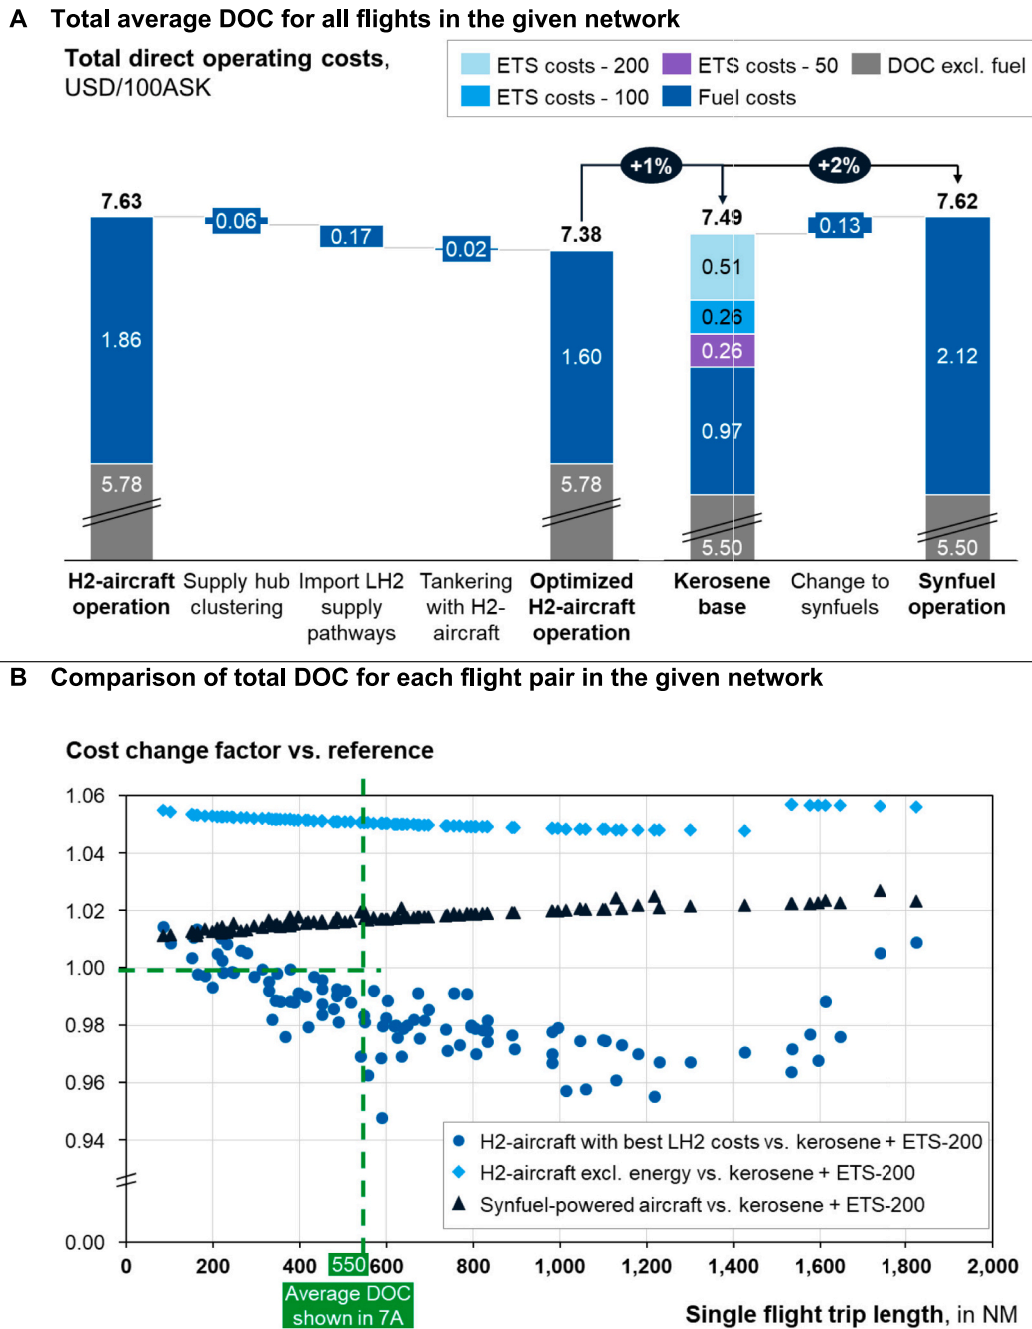 A Total average DOC for all flights in the given network
Total direct operating costs,
USD/100ASK
ETS costs - 200 ETS costs - 50 DOC excl. fuel
ETS costs - 100 Fuel costs
+1% +2%
7.63 0.06 0.17 0.02 7.38 7.49 0.13 7.62
0.51
0.26
0.26
1.86 1.60 0.97 2.12
5.78 5.78 5.50 5.50
H2-aircraft operation
Supply hub clustering
Import LH2 supply pathways
Tankering with H2-aircraft
Optimized H2-aircraft operation
Kerosene base
Change to synfuels
Synfuel operation
B Comparison of total DOC for each flight pair in the given network
Cost change factor vs. reference
1.06
1.04
1.02
1.00
0.98
0.96
0.94
H2-aircraft with best LH2 costs vs. kerosene + ETS-200
H2-aircraft excl. energy vs. kerosene + ETS-200
Synfuel-powered aircraft vs. kerosene + ETS-200
0.00
0 200 400 550 600 800 1,000 1,200 1,400 1,600 1,800 2,000
Average DOC
shown in 7A
Single flight trip length, in NM